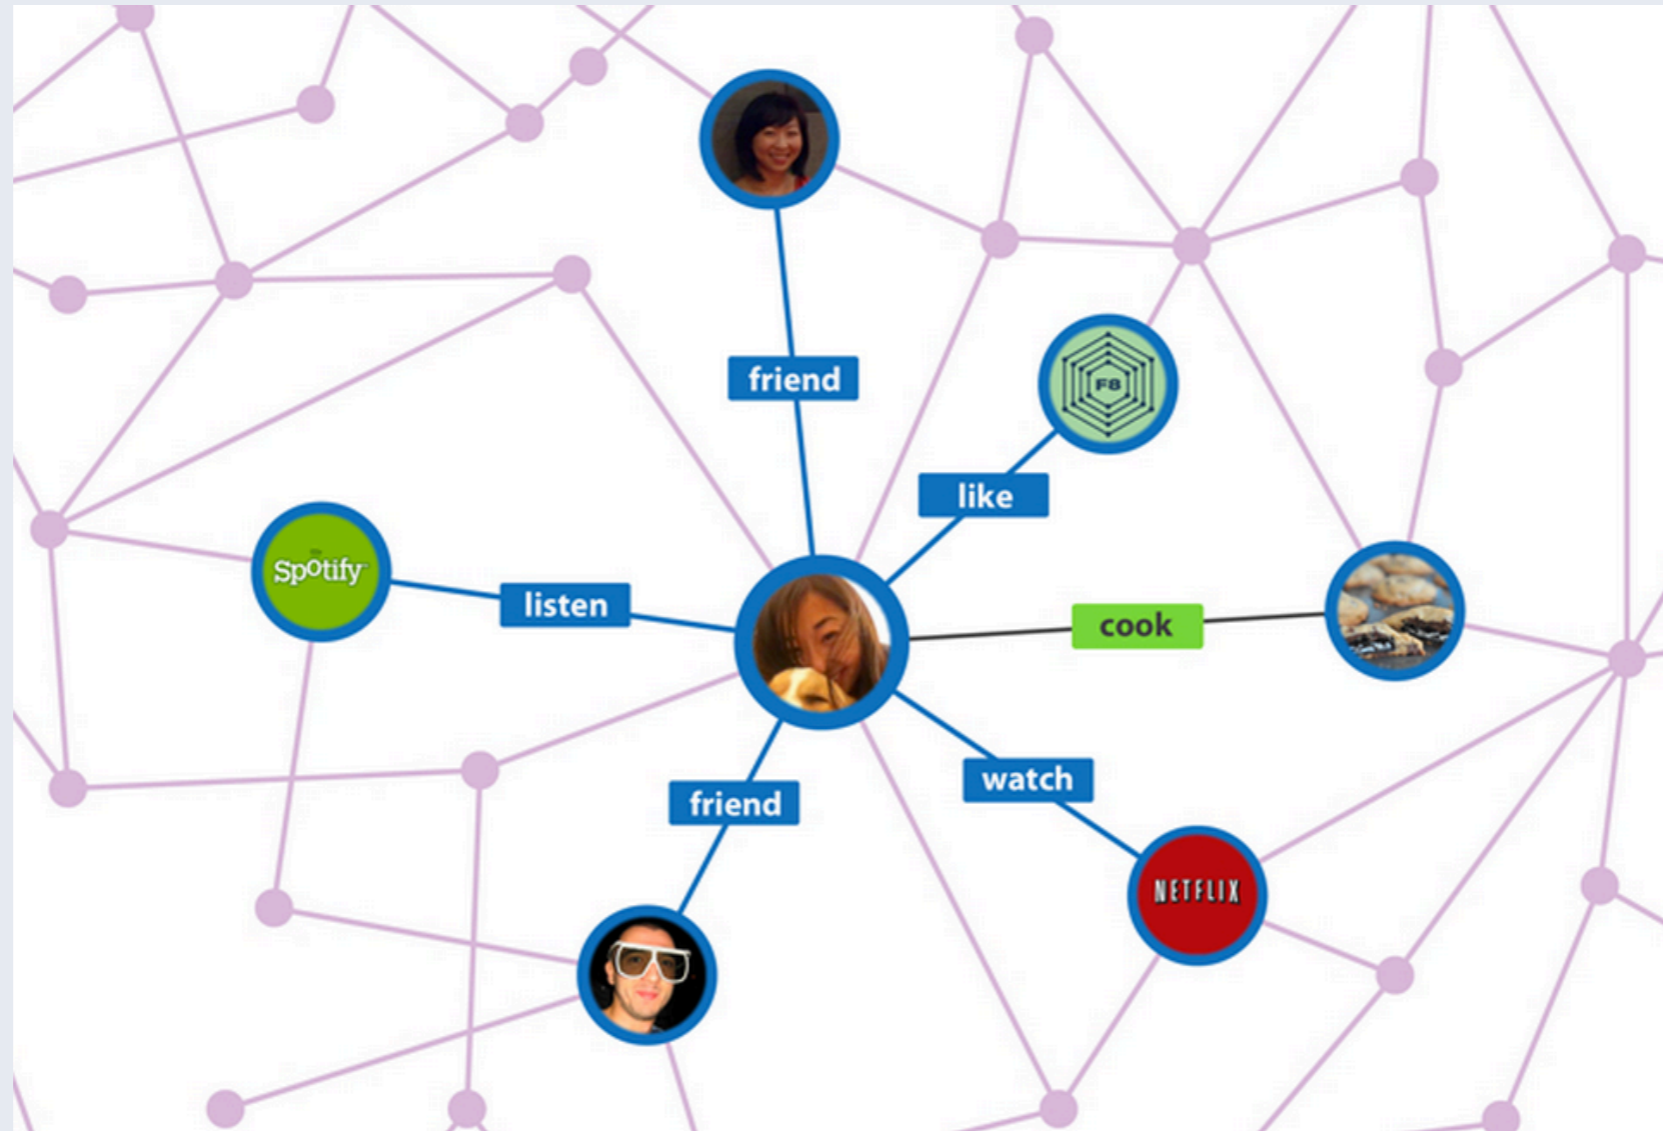 friend
F8
like
Spotify
listen
cook
watch
friend
NETFLIX